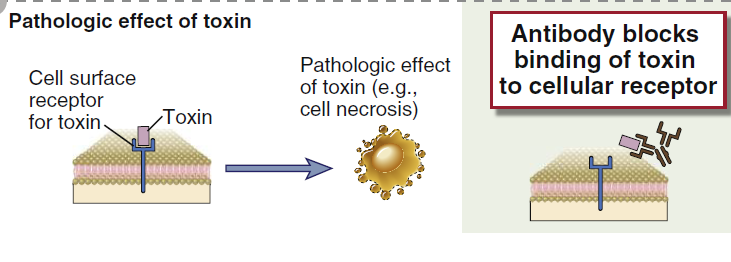 Pathologic effect of toxin
Cell surface
receptor
for toxin
Toxin
Pathologic effect
of toxin (e.g.,
cell necrosis)
Antibody blocks
binding of toxin
to cellular receptor